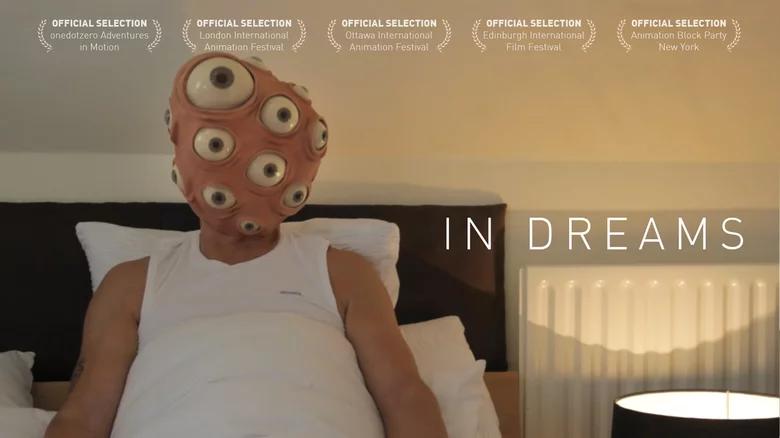 OFFICIAL SELECTION
onedotzero Adventures
in Motion
OFFICIAL SELECTION
London International
Animation Festival
OFFICIAL SELECTION
Ottawa International
Animation Festival
OFFICIAL SELECTION
Edinburgh International
Film Festival
OFFICIAL SELECTION
Animation Block Party
New York
IN DREAMS